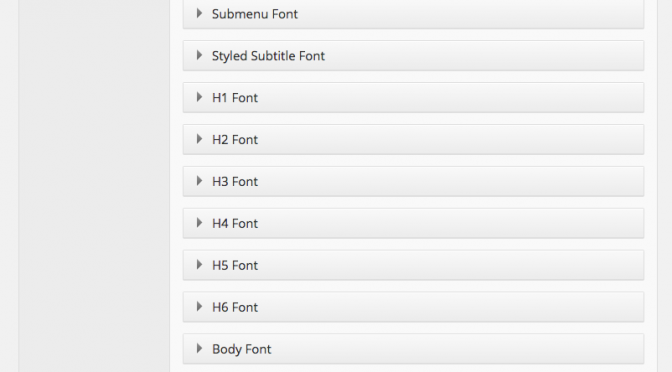 Submenu Font
Styled Subtitle Font
H1 Font
H2 Font
H3 Font
H4 Font
H5 Font
H6 Font
Body Font